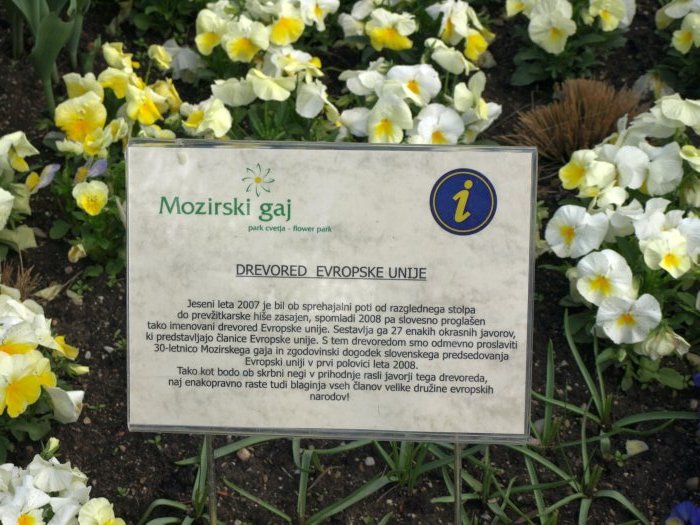 Mozirski gaj
park cvetja - flower park
i
DREVORED EVROPSKE UNIJE
Jeseni leta 2007 je bil ob sprehajalni poti od razglednega stolpa
do prevžitkarske hiše zasajen, spomladi 2008 pa slovesno proglašen
tako imenovani drevored Evropske unije. Sestavlja ga 27 enakih okrasnih javorov,
ki predstavljajo članice Evropske unije. S tem drevoredom smo odmevno proslaviti
30-letnico Mozirskega gaja in zgodovinski dogodek slovenskega predsedovanja
Evropski uniji v prvi polovici leta 2008.
Tako kot bodo ob skrbni negi v prihodnje rasli javorji tega drevoreda,
naj enakopravno raste tudi blaginja vseh članov velike družine evropskih
narodov!